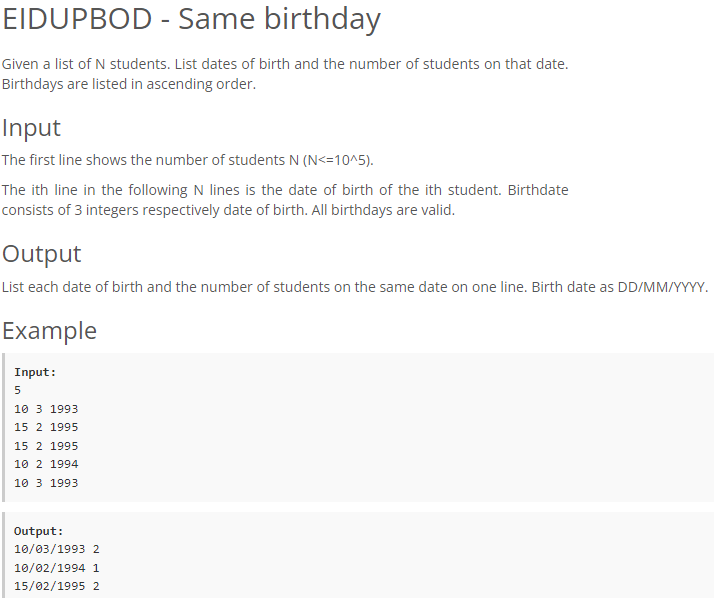 EIDUPBOD - Same birthday
Given a list of N students. List dates of birth and the number of students on that date.
Birthdays are listed in ascending order.
Input
The first line shows the number of students N (N<=10^5).
The ith line in the following N lines is the date of birth of the ith student. Birthdate
consists of 3 integers respectively date of birth. All birthdays are valid.
Output
List each date of birth and the number of students on the same date on one line. Birth date as DD/MM/YYYY.
Example
Input:
5
10 3 1993
15 2 1995
15 2 1995
10 2 1994
10 3 1993
Output:
10/03/1993 2
10/02/1994 1
15/02/1995 2